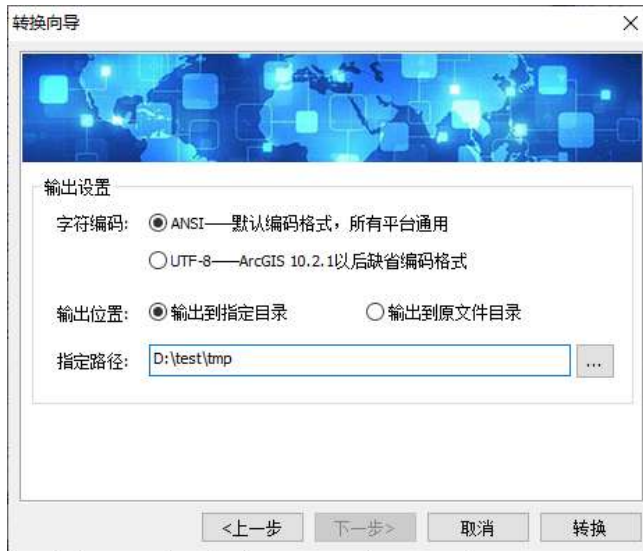 转换向导
输出设置
字符编码: ANSI——默认编码格式，所有平台通用
UTF-8——ArcGIS 10.2.1以后缺省编码格式
输出位置: 输出到指定目录 输出到原文件目录
指定路径: D:\test\tmp ...
<上一步 下一步> 取消 转换